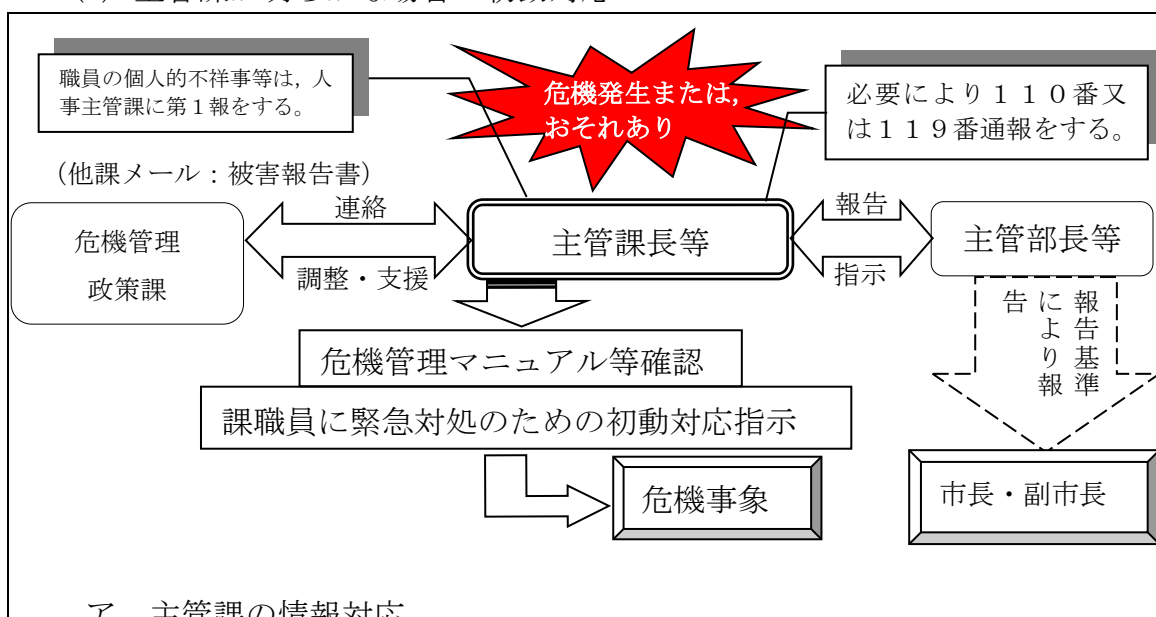 職員の個人的不祥事等は，人
事主管課に第１報をする。
危機発生または，
おそれあり
必要により１１０番又
は１１９番通報をする。
（他課メール：被害報告書）
連絡
報告
危機管理
政策課
主管課長等
主管部長等
調整・支援
指示
報告基準
により報
告
危機管理マニュアル等確認
課職員に緊急対処のための初動対応指示
危機事象
市長・副市長
ア　主管課の情報対応